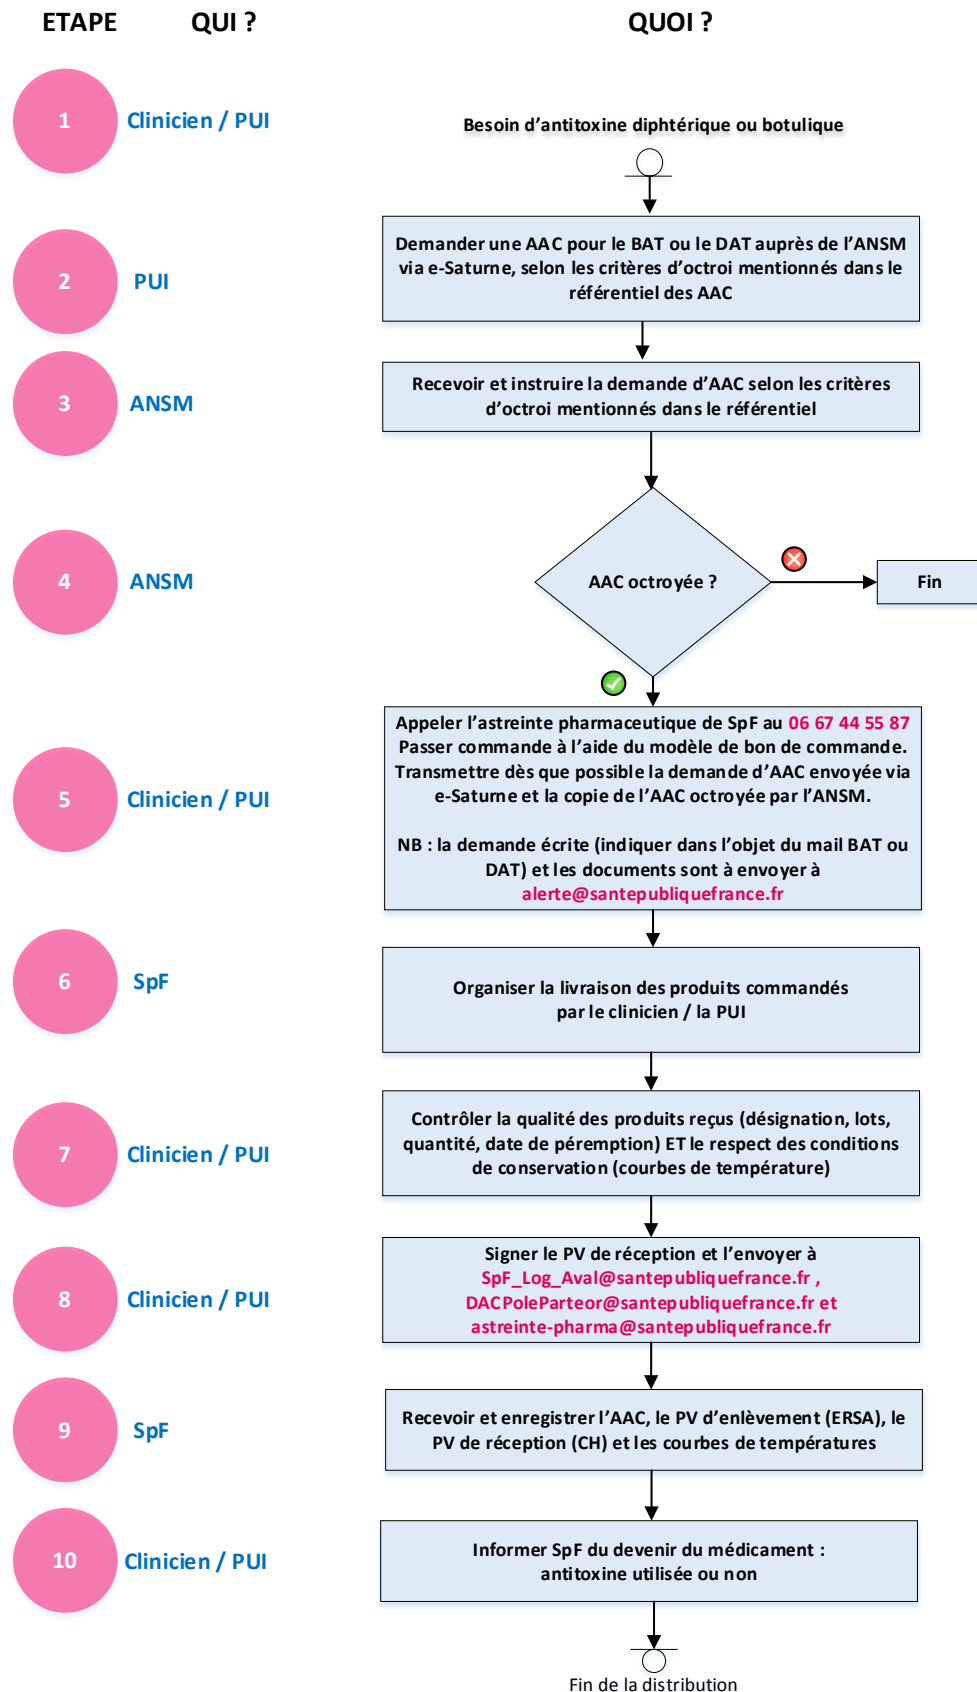 ETAPE QUI ? QUOI ?
1 Clinicien / PUI
Besoin d'antitoxine diphtérique ou botulique
2 PUI
Demander une AAC pour le BAT ou le DAT auprès de l'ANSM
via e-Saturne, selon les critères d'octroi mentionnés dans le
référentiel des AAC
3 ANSM
Recevoir et instruire la demande d'AAC selon les critères
d'octroi mentionnés dans le référentiel
4 ANSM
AAC octroyée ?
Fin
5 Clinicien / PUI
Appeler l'astreinte pharmaceutique de SpF au 06 67 44 55 87
Passer commande à l'aide du modèle de bon de commande.
Transmettre dès que possible la demande d'AAC envoyée via
e-Saturne et la copie de l'AAC octroyée par l'ANSM.
NB : la demande écrite (indiquer dans l'objet du mail BAT ou
DAT) et les documents sont à envoyer à
alerte@santepubliquefrance.fr
6 SpF
Organiser la livraison des produits commandés
par le clinicien / la PUI
7 Clinicien / PUI
Contrôler la qualité des produits reçus (désignation, lots,
quantité, date de péremption) ET le respect des conditions
de conservation (courbes de température)
8 Clinicien / PUI
Signer le PV de réception et l'envoyer à
SpF_Log_Aval@santepubliquefrance.fr ,
DACPoleParteor@santepubliquefrance.fr et
astreinte-pharma@santepubliquefrance.fr
9 SpF
Recevoir et enregistrer l'AAC, le PV d'enlèvement (ERSA), le
PV de réception (CH) et les courbes de températures
10 Clinicien / PUI
Informer SpF du devenir du médicament :
antitoxine utilisée ou non
Fin de la distribution